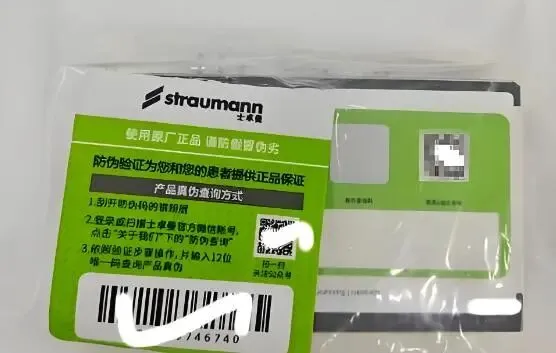 straumann
士卓曼
使用原厂正品 谨防假冒伪劣
防伪验证为您和您的患者提供正品保证
产品真伪查询方式
1.刮开防伪码的银粉层
2.登录或扫描士卓曼官方微信账号,
点击“关于我们”下的“防伪查询”
3.依照验证步骤操作,并输入12位
唯一码查询产品真伪
扫一扫
关注公众号
746740